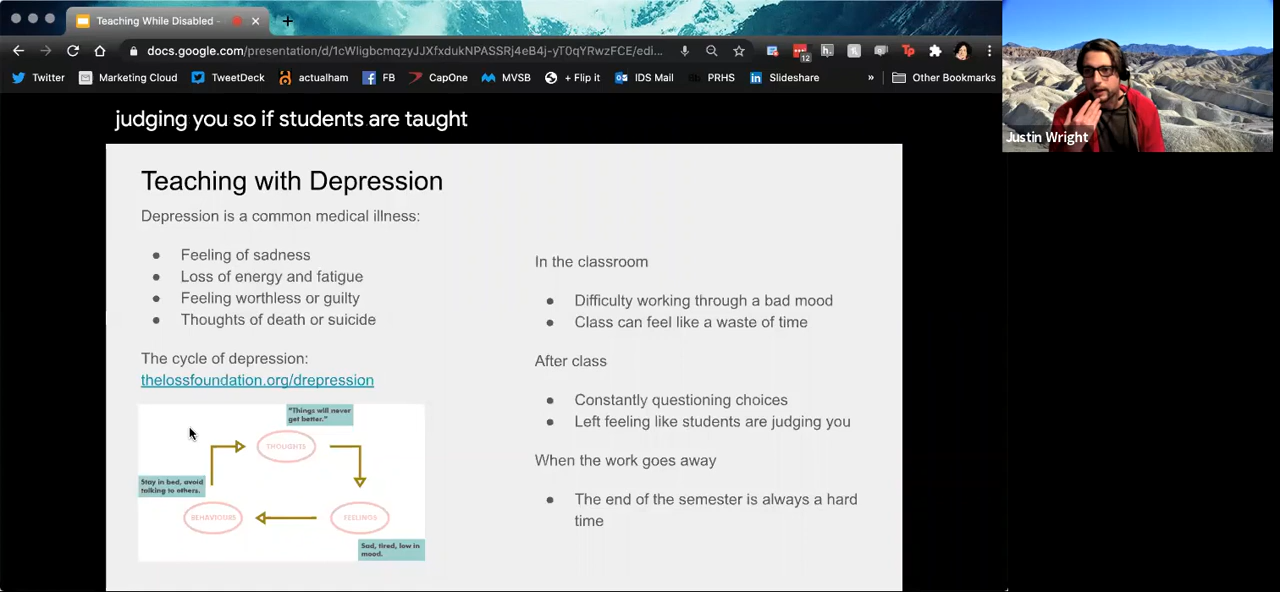 Teaching While Disabled -
docs.google.com/presentation/d/1cWligbcmqzyJJXfxdukNPASSRj4eB4j-yT0qYRwzFCE/edi...
12
Twitter
Marketing Cloud
TweetDeck
actualham
FB
CapOne
MVSB
+ Flip it
IDS Mail
PRHS
Slideshare
»
Other Bookmarks
judging you so if students are taught
Justin Wright
Teaching with Depression
Depression is a common medical illness:
● Feeling of sadness
● Loss of energy and fatigue
● Feeling worthless or guilty
● Thoughts of death or suicide
The cycle of depression:
thelossfoundation.org/drepression
"Things will never
get better."
THOUGHTS
Stay in bed, avoid
talking to others.
BEHAVIOURS
FEELINGS
Sad, tired, low in
mood.
In the classroom
● Difficulty working through a bad mood
● Class can feel like a waste of time
After class
● Constantly questioning choices
● Left feeling like students are judging you
When the work goes away
● The end of the semester is always a hard
time